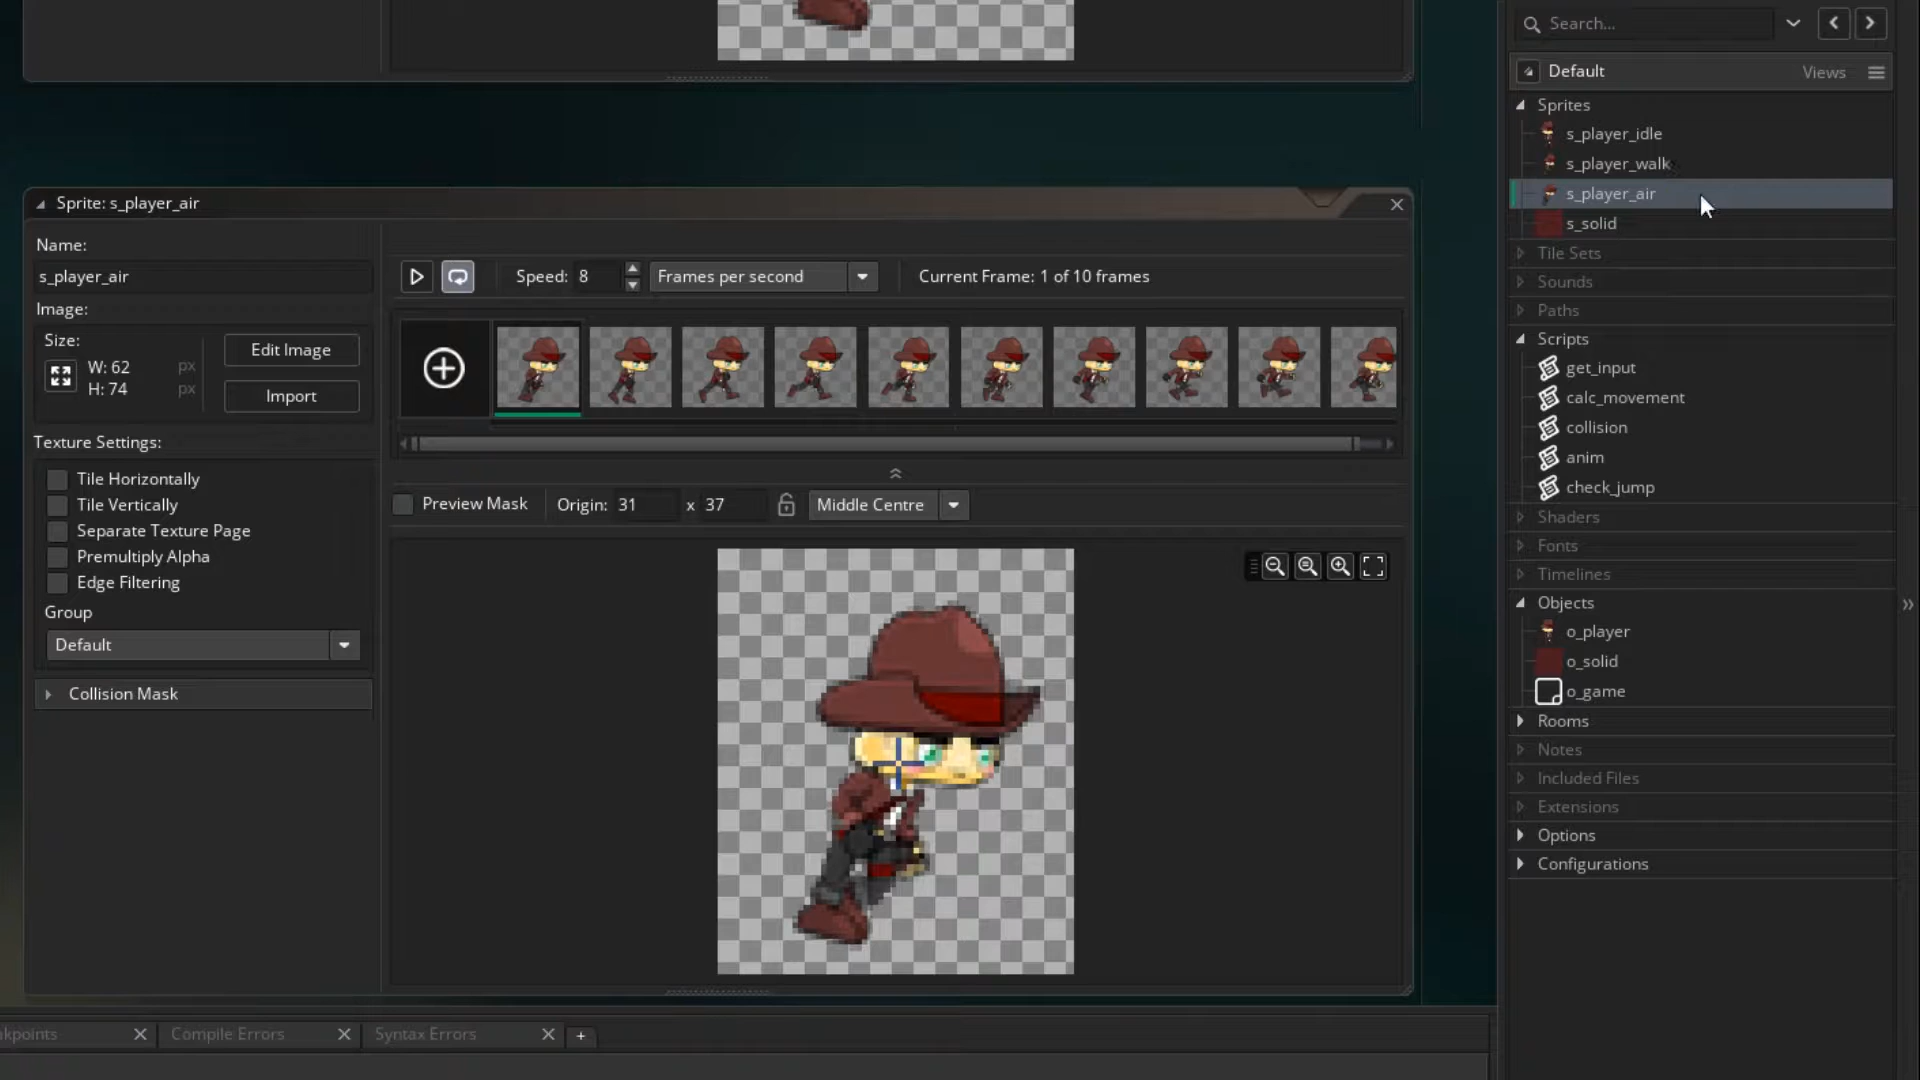 Search...
Default
Views
Sprites
s_player_idle
s_player_walk
s_player_air
s_solid
Tile Sets
Sounds
Paths
Scripts
get_input
calc_movement
collision
anim
check_jump
Shaders
Fonts
Timelines
Objects
o_player
o_solid
o_game
Rooms
Notes
Included Files
Extensions
Options
Configurations
Sprite: s_player_air
Name:
s_player_air
Image:
Size:
W: 62 px
H: 74 px
Edit Image
Import
Texture Settings:
Tile Horizontally
Tile Vertically
Separate Texture Page
Premultiply Alpha
Edge Filtering
Group
Default
Collision Mask
Speed: 8
Frames per second
Current Frame: 1 of 10 frames
Preview Mask
Origin: 31 x 37
Middle Centre
akpoints
Compile Errors
Syntax Errors